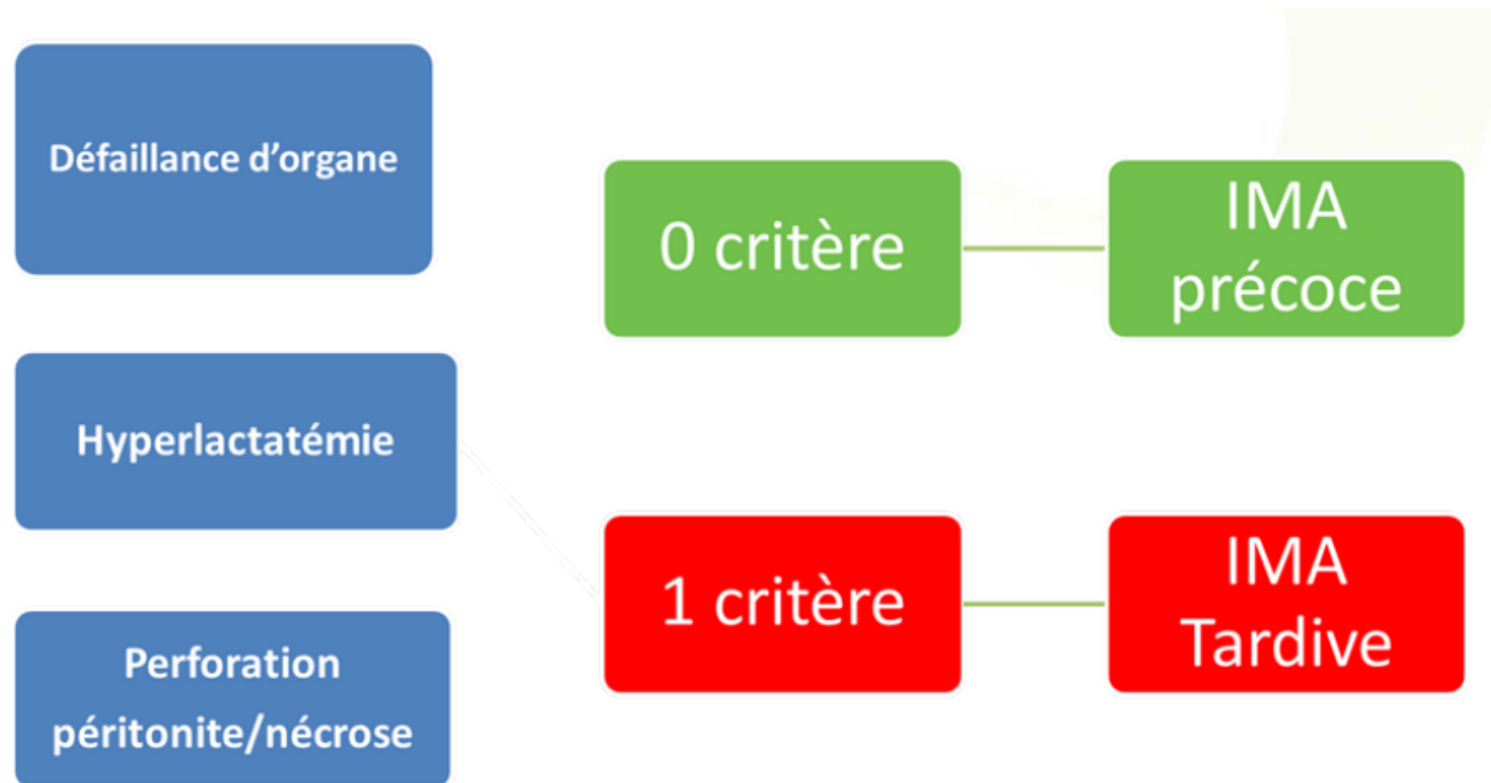 Défaillance d’organe
Hyperlactatémie
Perforation
péritonite/nécrose
0 critère
IMA
précoce
1 critère
IMA
Tardive